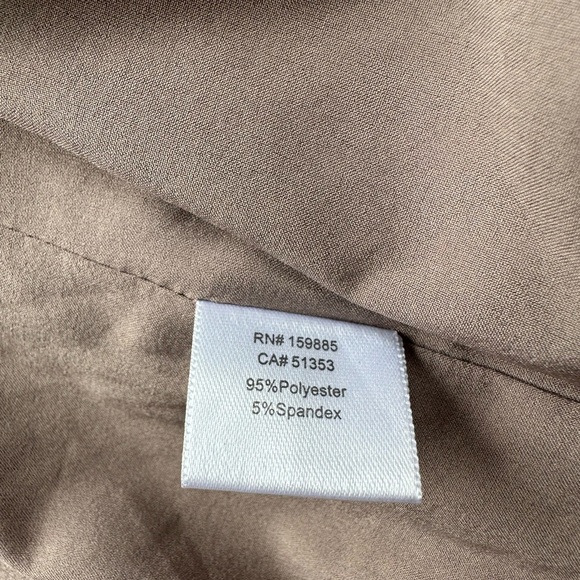 RN# 159885
CA# 51353
95%Polyester
5%Spandex